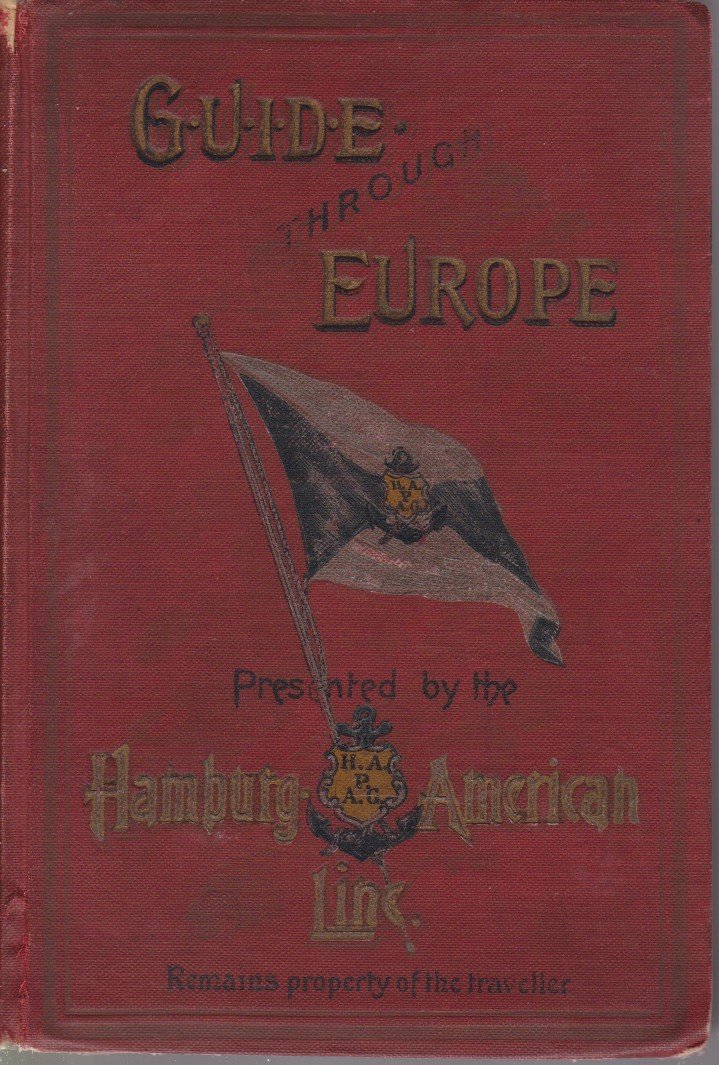 G·U·I·D·E·
THROUGH
EUROPE
H.A.
P.
A.G.
Presented by the
H.A.
P.
A.G.
Hamburg-American
Line.
Remains property of the traveller